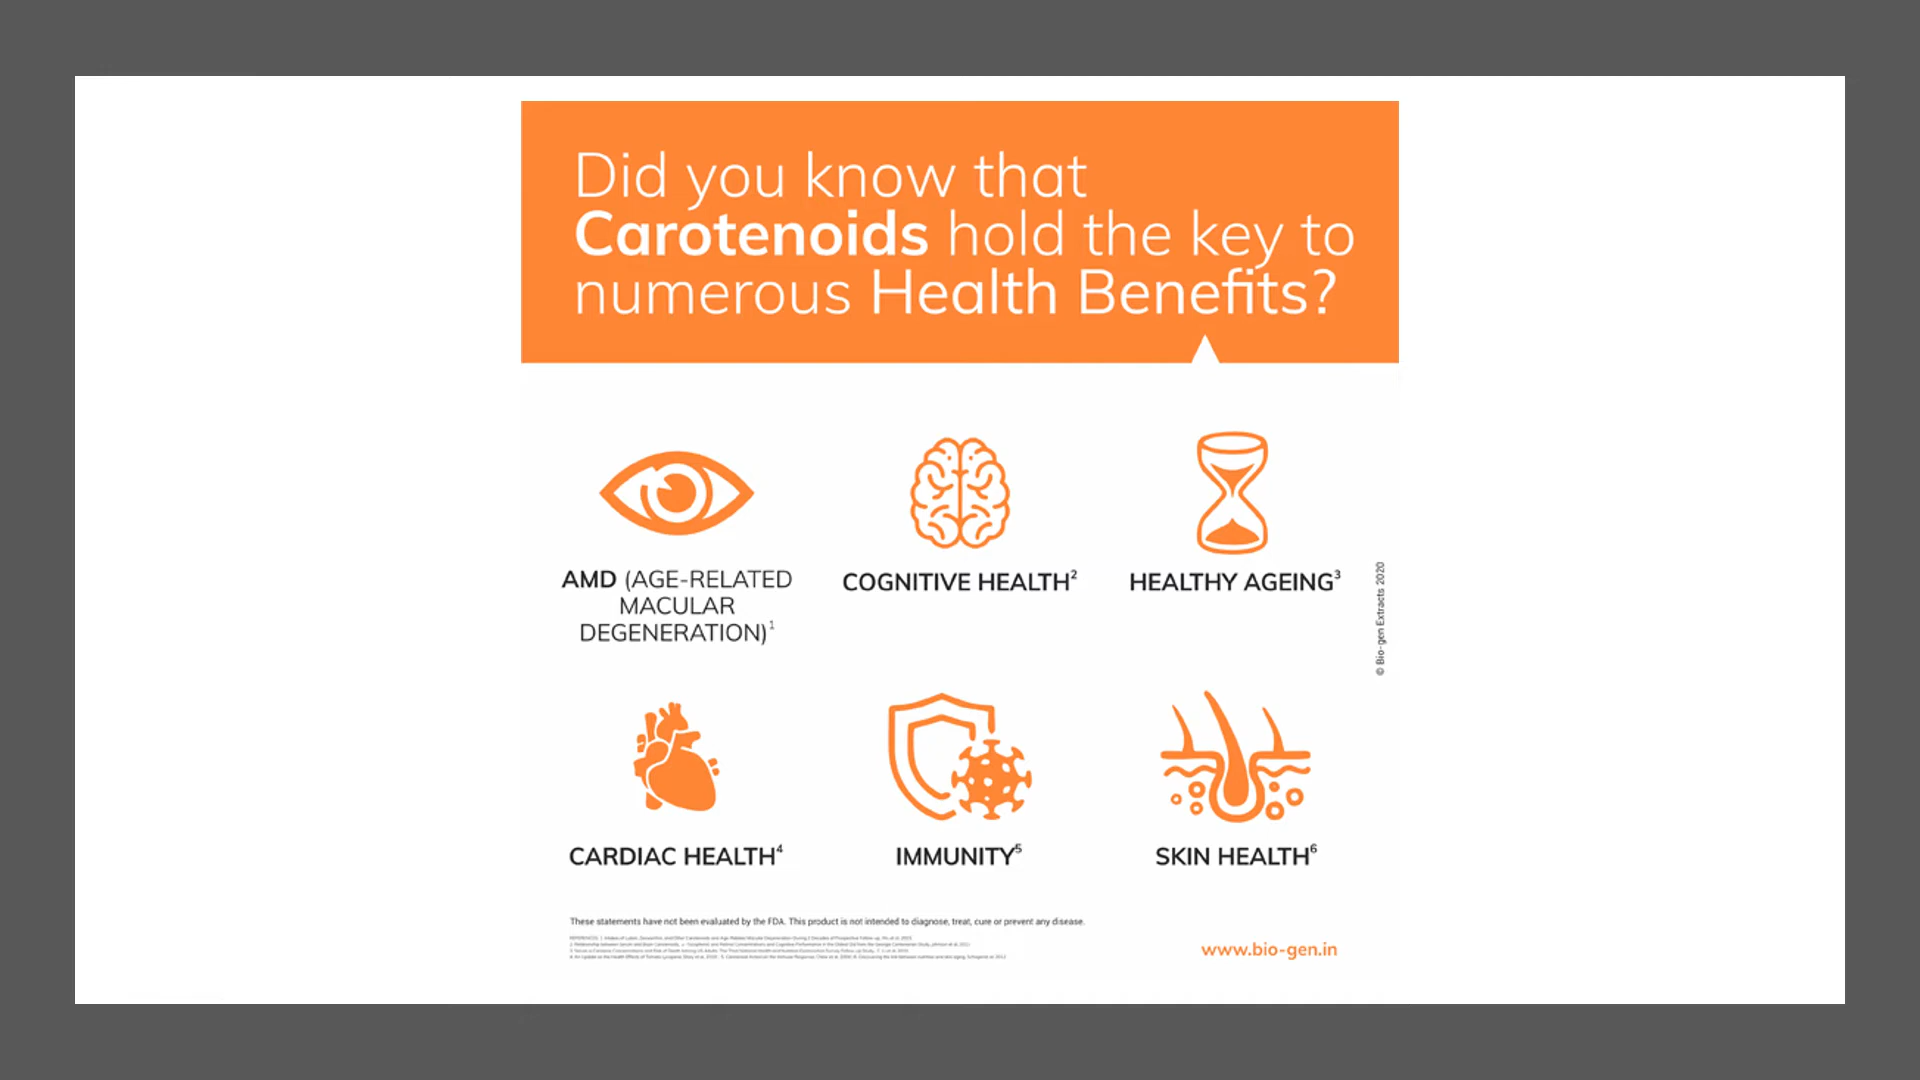 Did you know that
Carotenoids hold the key to
numerous Health Benefits?
AMD (AGE-RELATED
MACULAR
DEGENERATION)¹
COGNITIVE HEALTH²
HEALTHY AGEING³
© Bio-gen Extracts 2020
CARDIAC HEALTH⁴
IMMUNITY⁵
SKIN HEALTH⁶
These statements have not been evaluated by the FDA. This product is not intended to diagnose, treat, cure or prevent any disease.
www.bio-gen.in